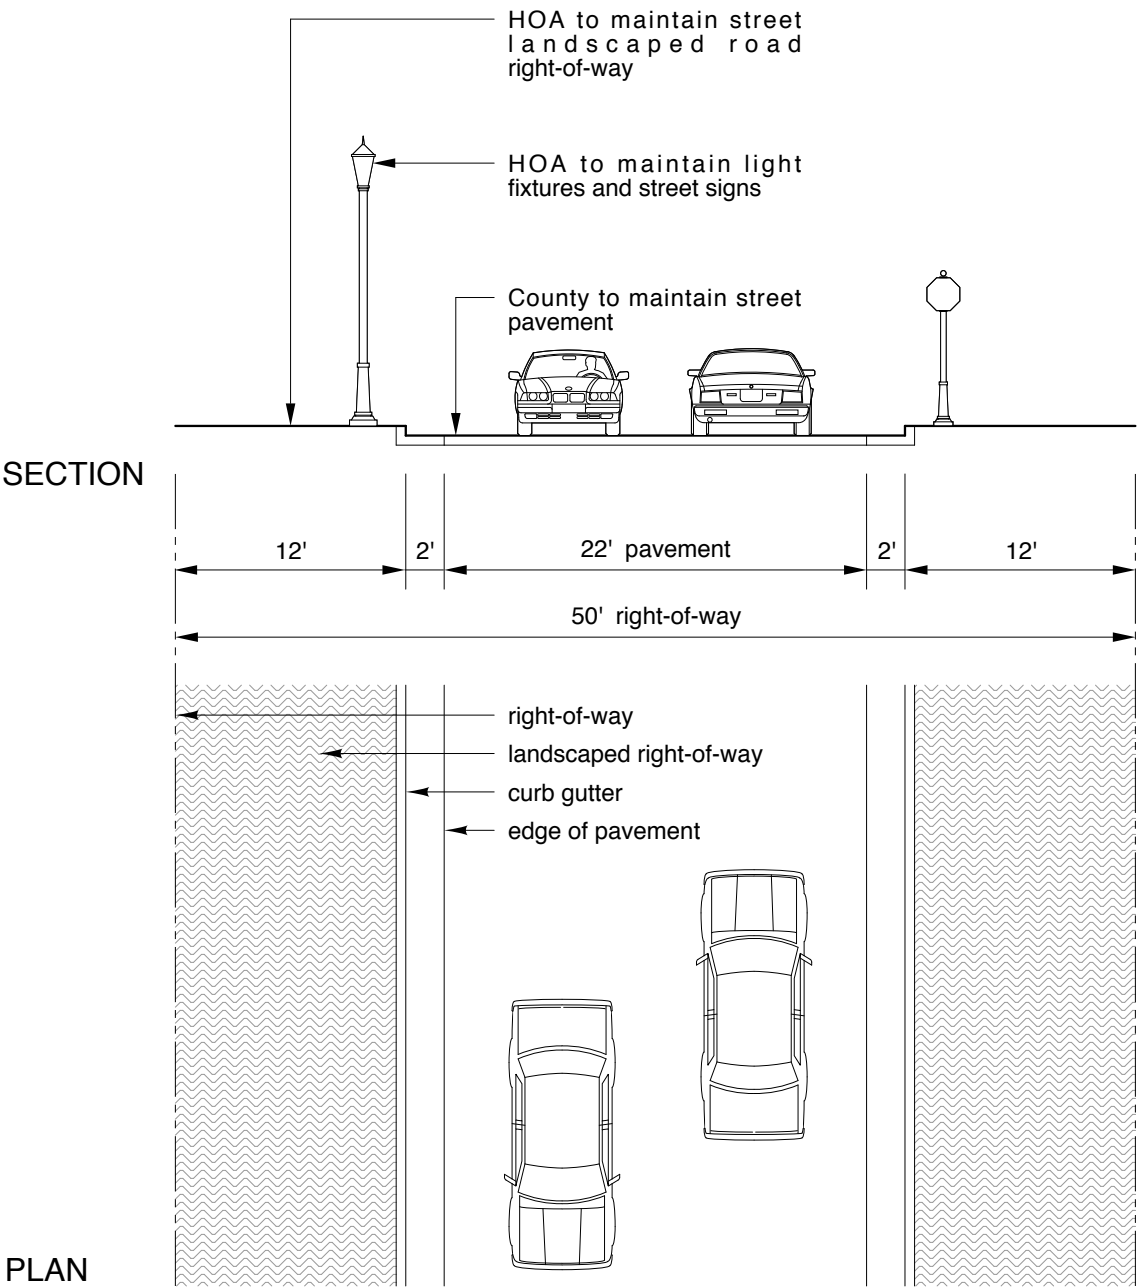 HOA to maintain street
landscaped road
right-of-way
HOA to maintain light
fixtures and street signs
County to maintain street
pavement
SECTION
12'
2'
22' pavement
2'
12'
50' right-of-way
right-of-way
landscaped right-of-way
curb gutter
edge of pavement
PLAN